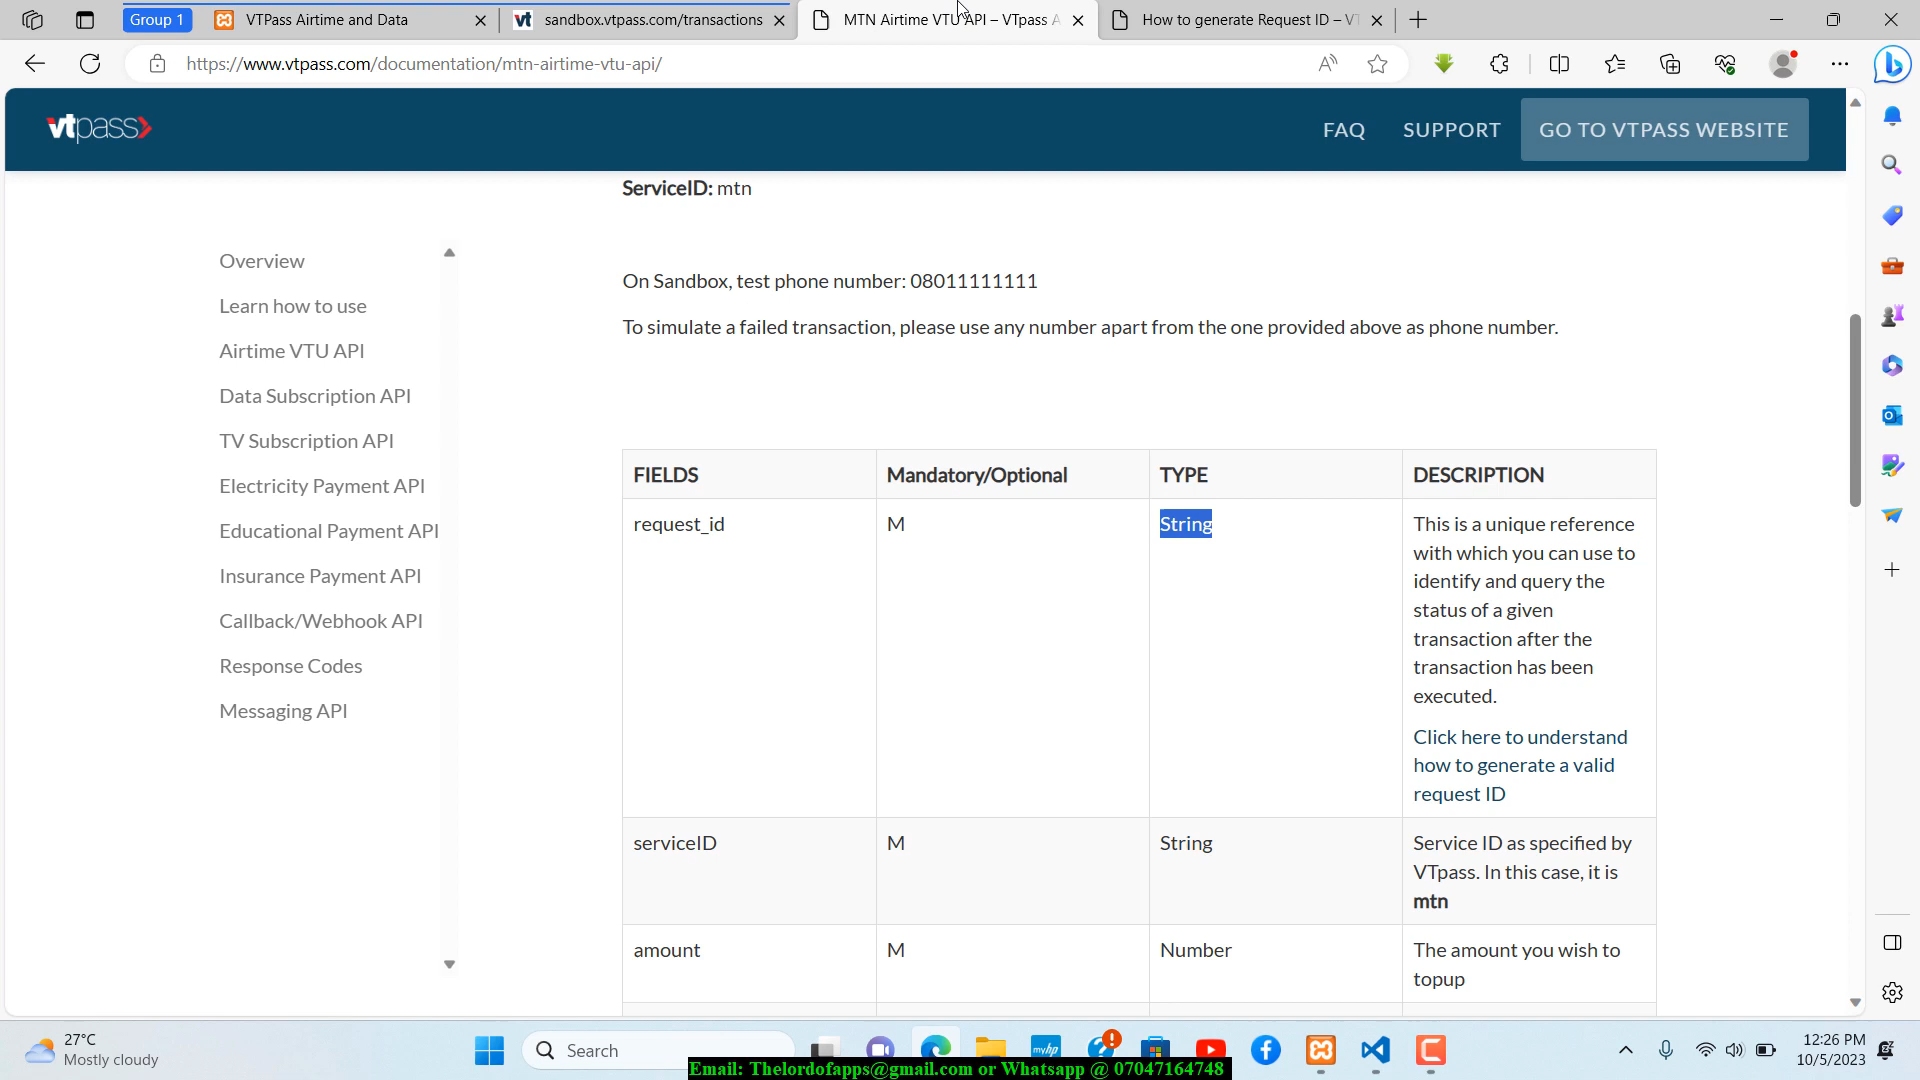 Group 1
VTPass Airtime and Data
sandbox.vtpass.com/transactions
MTN Airtime VTU API – VTpass A
How to generate Request ID – VT
https://www.vtpass.com/documentation/mtn-airtime-vtu-api/
vtpass
FAQ
SUPPORT
GO TO VTPASS WEBSITE
Overview
Learn how to use
Airtime VTU API
Data Subscription API
TV Subscription API
Electricity Payment API
Educational Payment API
Insurance Payment API
Callback/Webhook API
Response Codes
Messaging API
ServiceID: mtn
On Sandbox, test phone number: 08011111111
To simulate a failed transaction, please use any number apart from the one provided above as phone number.
FIELDS Mandatory/Optional TYPE DESCRIPTION
request_id M String This is a unique reference
with which you can use to
identify and query the
status of a given
transaction after the
transaction has been
executed.
Click here to understand
how to generate a valid
request ID
serviceID M String Service ID as specified by
VTpass. In this case, it is
mtn
amount M Number The amount you wish to
topup
27°C
Mostly cloudy
Search
myhp
12:26 PM
10/5/2023
Email: Thelordofapps@gmail.com or Whatsapp @ 07047164748